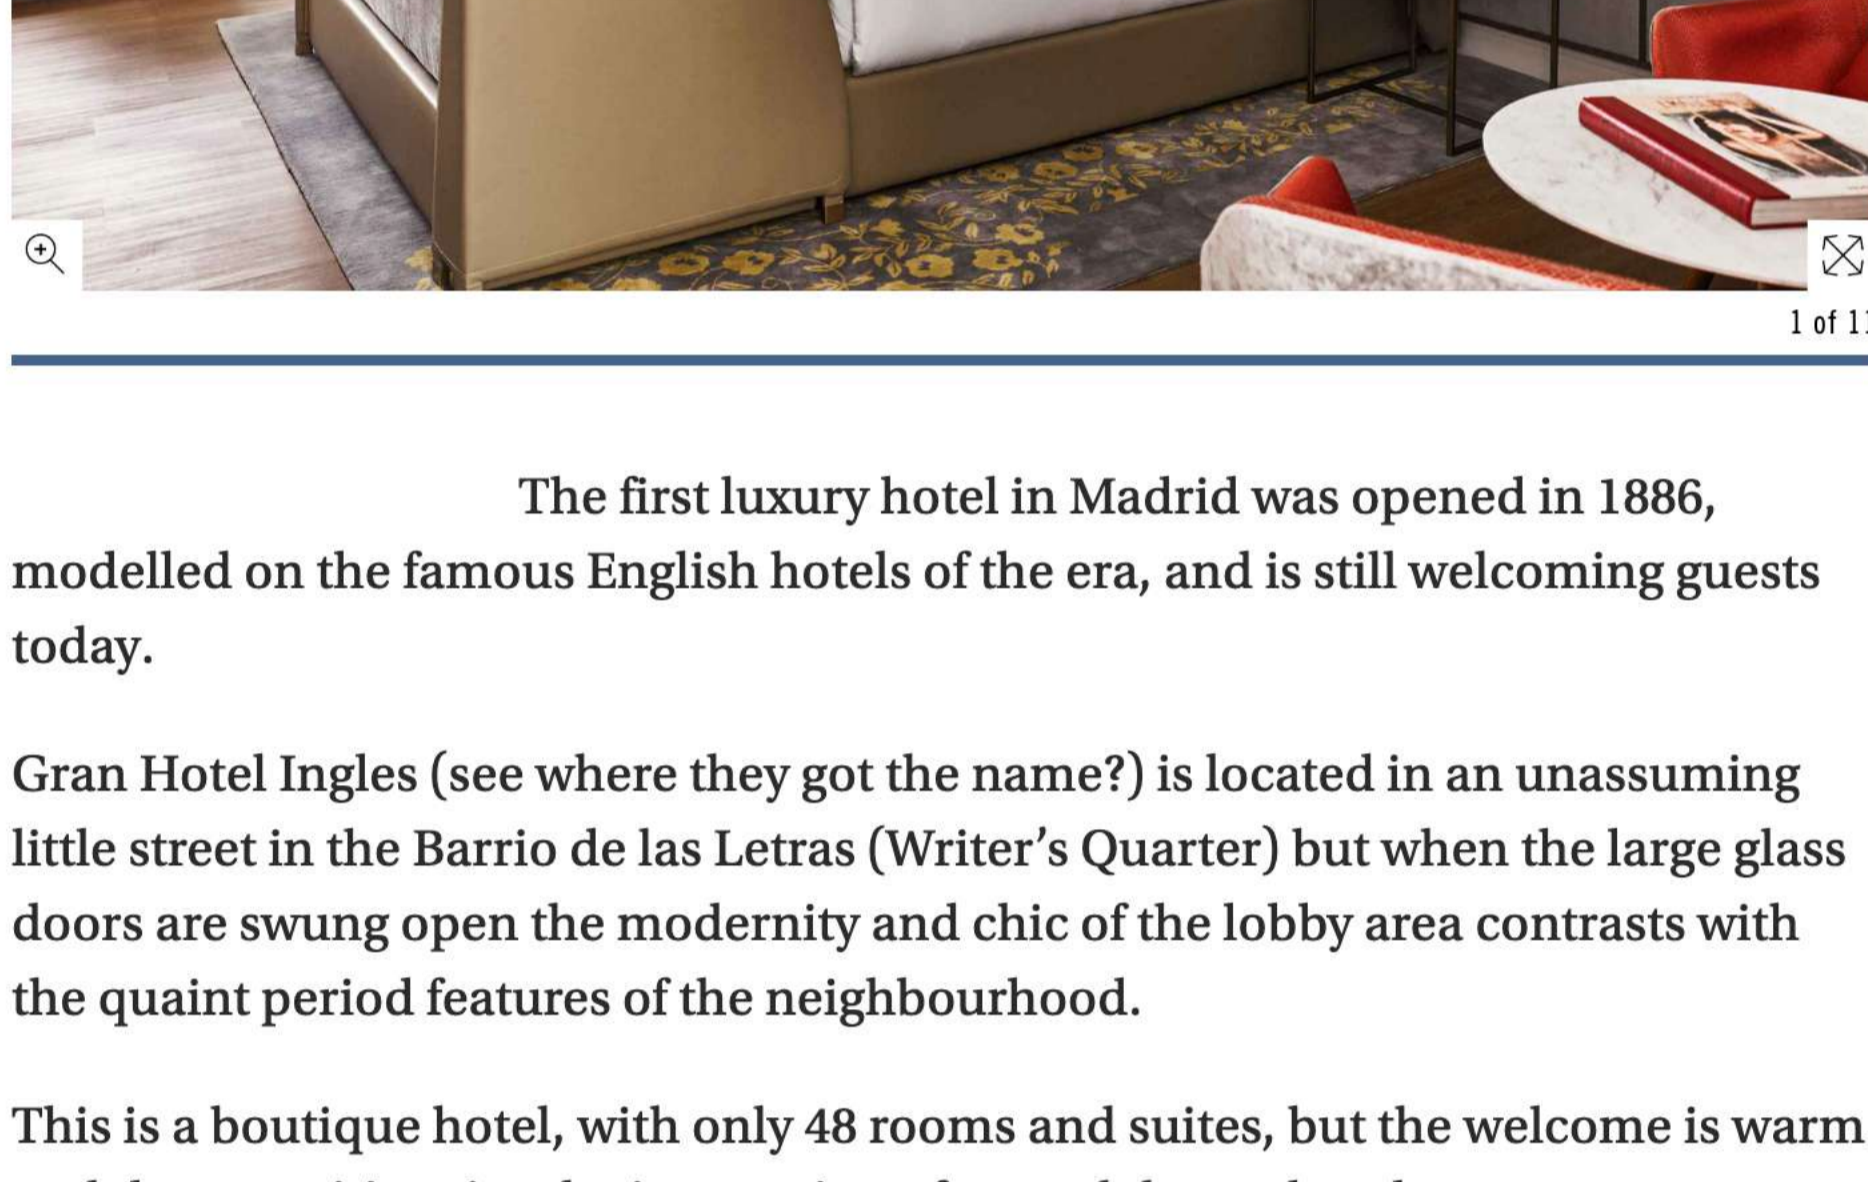 1 of 11
The first luxury hotel in Madrid was opened in 1886,
modelled on the famous English hotels of the era, and is still welcoming guests
today.
Gran Hotel Ingles (see where they got the name?) is located in an unassuming
little street in the Barrio de las Letras (Writer’s Quarter) but when the large glass
doors are swung open the modernity and chic of the lobby area contrasts with
the quaint period features of the neighbourhood.
This is a boutique hotel, with only 48 rooms and suites, but the welcome is warm